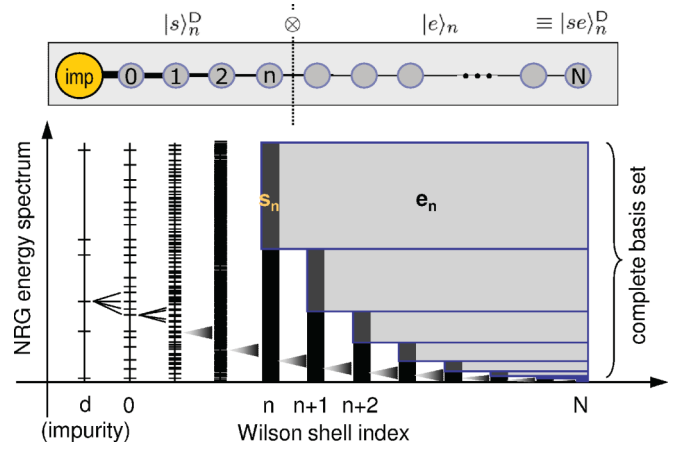 |s⟩ₙᴰ ⊗ |e⟩ₙ ≡ |se⟩ₙᴰ
imp 0 1 2 n ••• N
NRG energy spectrum
sₙ eₙ
complete basis set
d 0 n n+1 n+2 N
(impurity) Wilson shell index